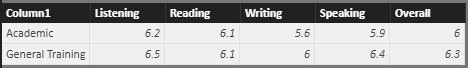 Column1 Listening Reading Writing Speaking Overall
Academic 6.2 6.1 5.6 5.9 6
General Training 6.5 6.1 6 6.4 6.3